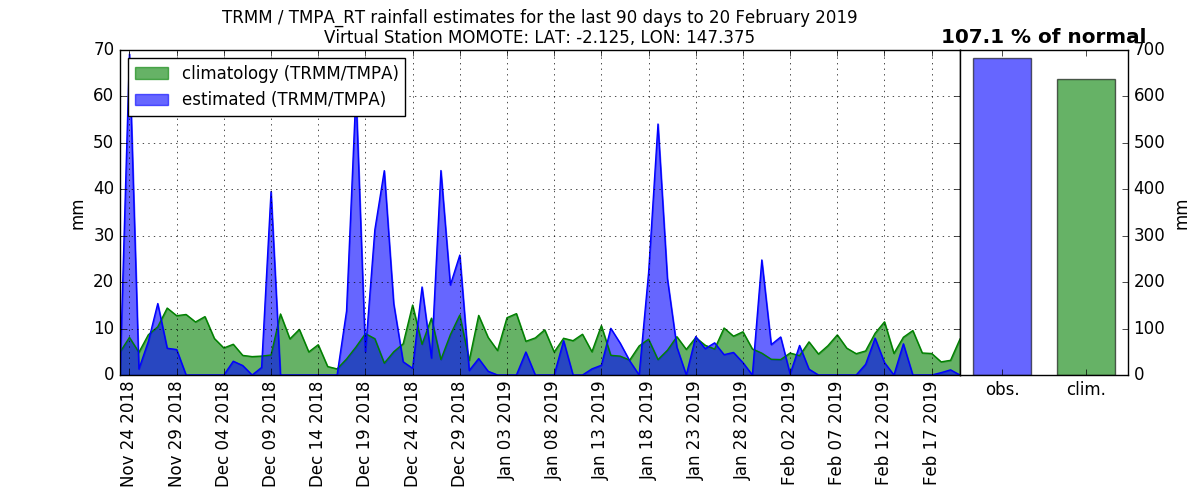 TRMM / TMPA_RT rainfall estimates for the last 90 days to 20 February 2019
Virtual Station MOMOTE: LAT: -2.125, LON: 147.375
107.1 % of normal
climatology (TRMM/TMPA)
estimated (TRMM/TMPA)
mm
70
60
50
40
30
20
10
0
Nov 24 2018
Nov 29 2018
Dec 04 2018
Dec 09 2018
Dec 14 2018
Dec 19 2018
Dec 24 2018
Dec 29 2018
Jan 03 2019
Jan 08 2019
Jan 13 2019
Jan 18 2019
Jan 23 2019
Jan 28 2019
Feb 02 2019
Feb 07 2019
Feb 12 2019
Feb 17 2019
obs.
clim.
700
600
500
400
300
200
100
0
mm